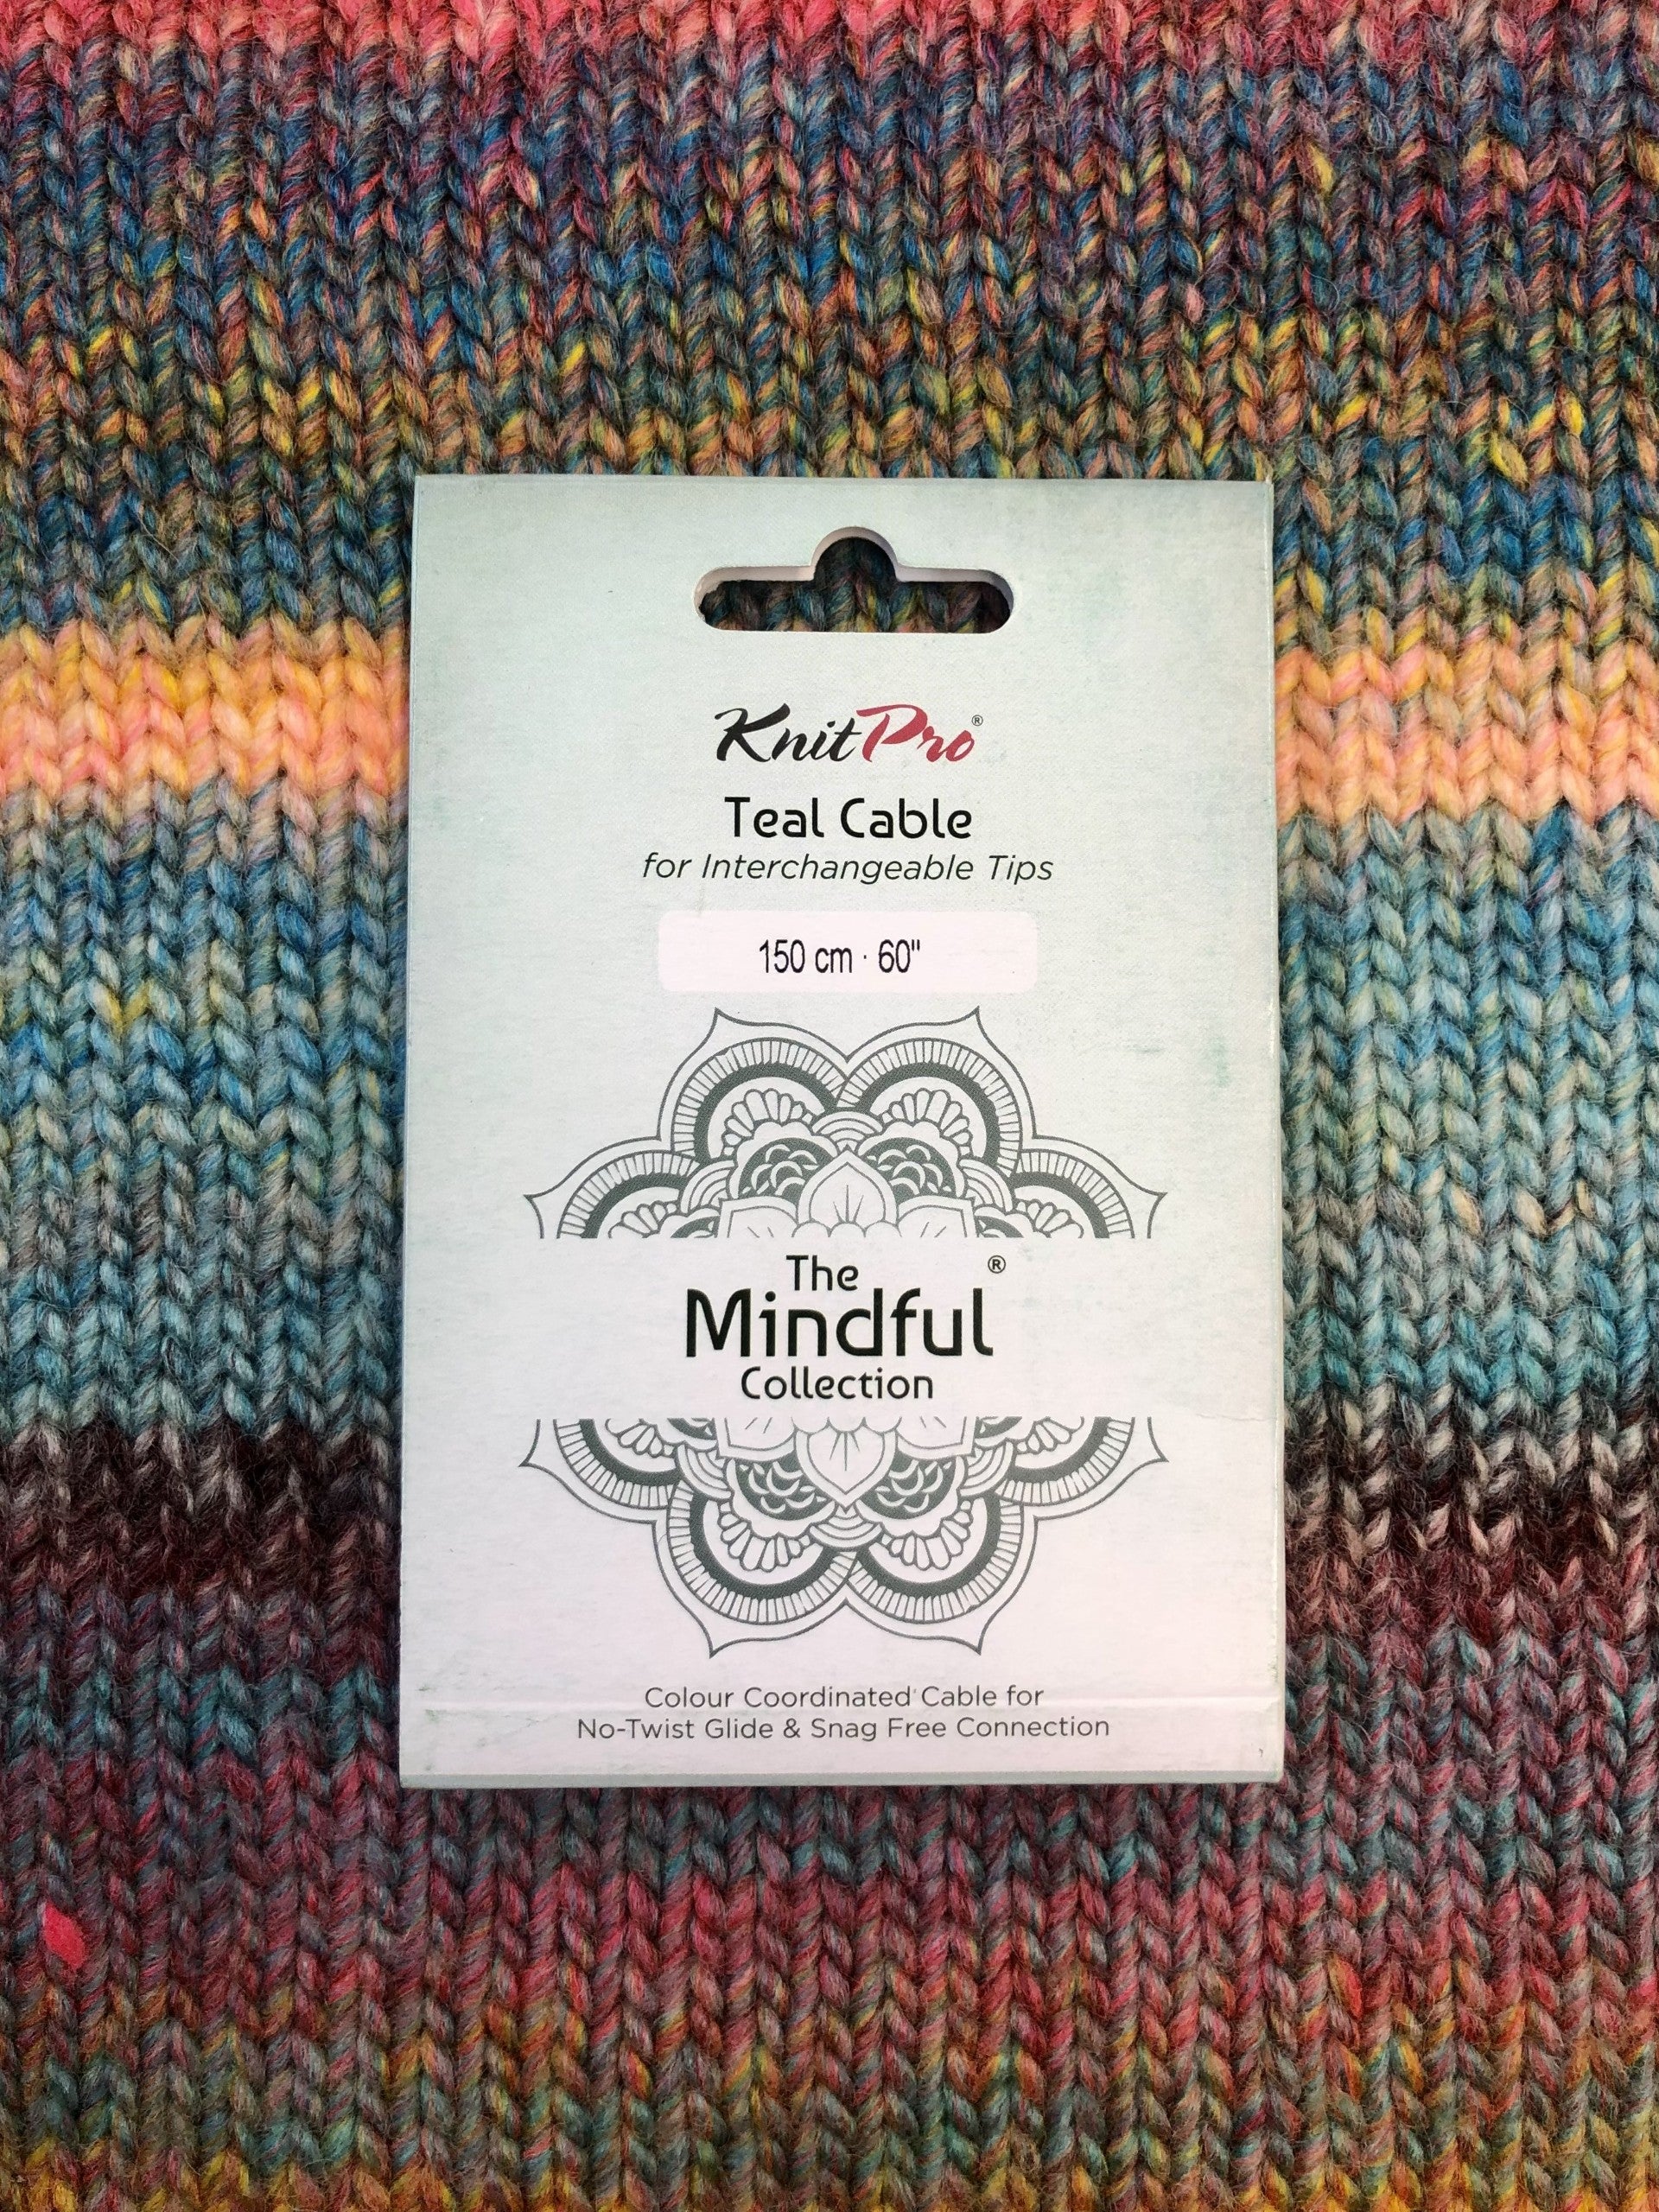 KnitPro®
Teal Cable
for Interchangeable Tips
150 cm · 60"
The ®
Mindful
Collection
Colour Coordinated Cable for
No-Twist Glide & Snag Free Connection